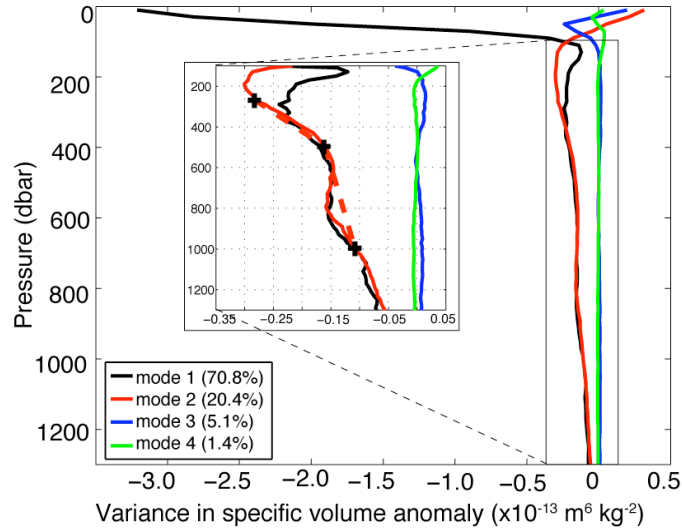 0
200
400
600
800
1000
1200
Pressure (dbar)
200
400
600
800
1000
1200
−0.35 −0.25 −0.15 −0.05 0.05
mode 1 (70.8%)
mode 2 (20.4%)
mode 3 (5.1%)
mode 4 (1.4%)
−3.0 −2.5 −2.0 −1.5 −1.0 −0.5 0 0.5
Variance in specific volume anomaly (x10⁻¹³ m⁶ kg⁻²)